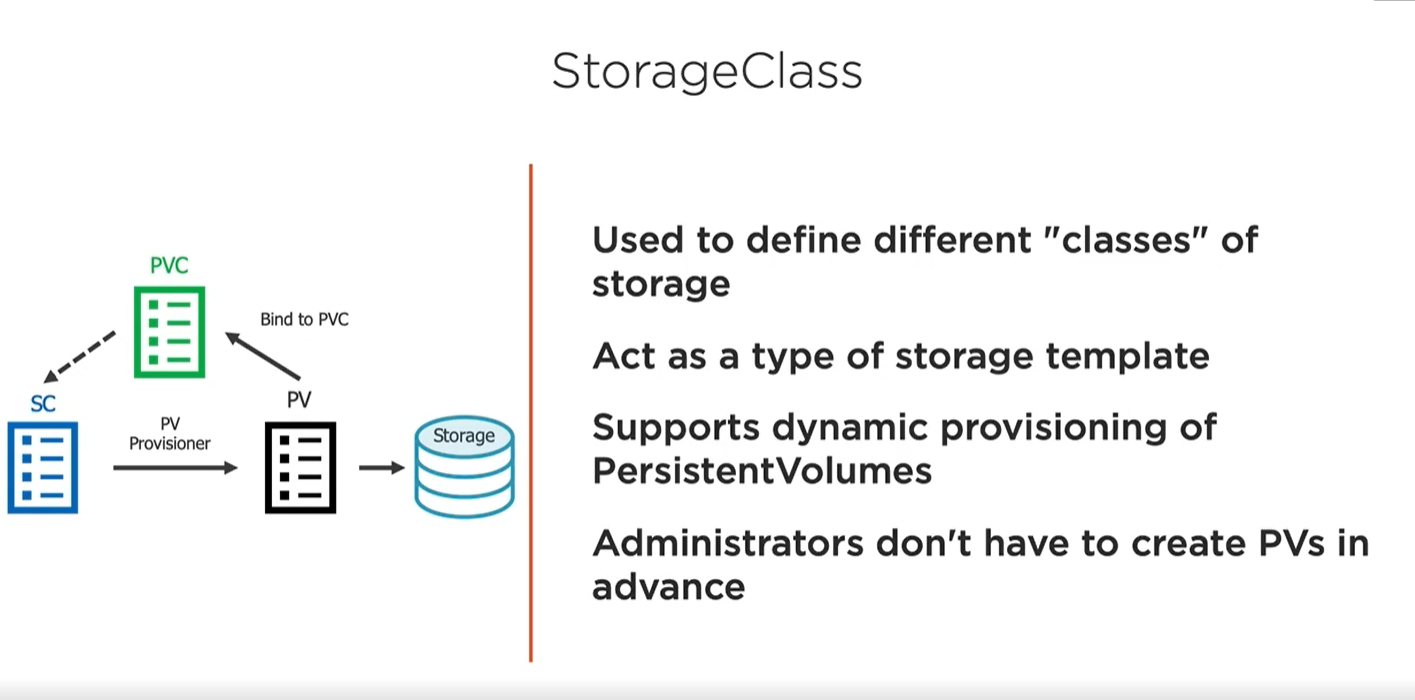 StorageClass
PVC
Bind to PVC
SC
PV
Provisioner
PV
Storage
Used to define different "classes" of
storage
Act as a type of storage template
Supports dynamic provisioning of
PersistentVolumes
Administrators don't have to create PVs in
advance